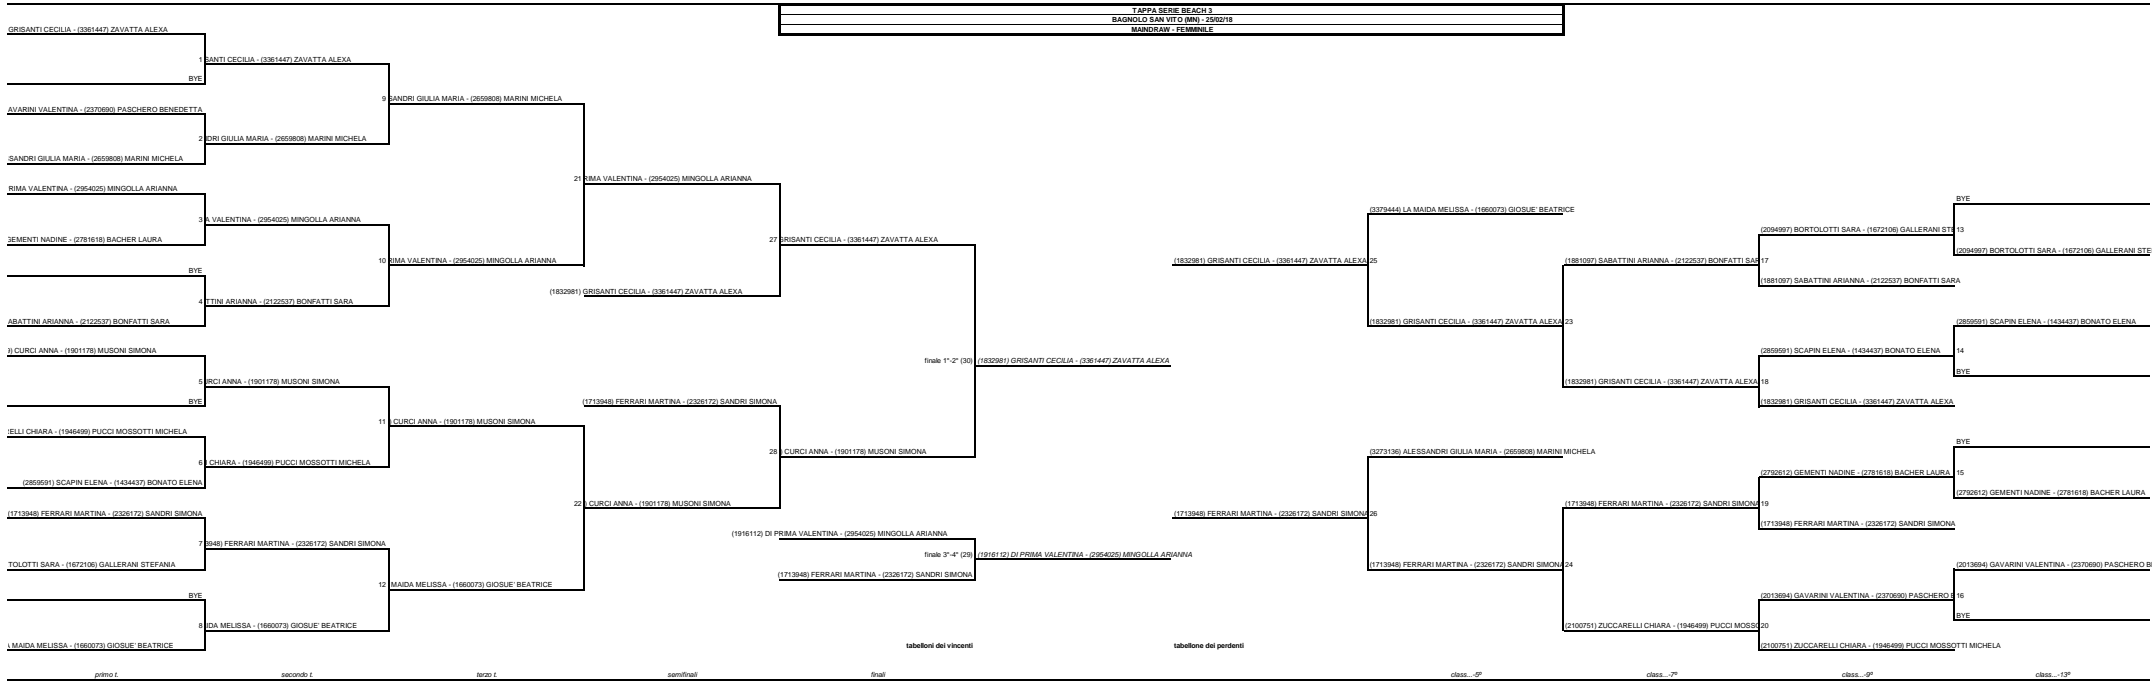 TAPPA SERIE BEACH 3
BAGNOLO SAN VITO (MN) - 25/02/18
MAINDRAW - FEMMINILE
GRISANTI CECILIA - (3361447) ZAVATTA ALEXA
1 SANTI CECILIA - (3361447) ZAVATTA ALEXA
BYE
9 SANDRI GIULIA MARIA - (2659808) MARINI MICHELA
AVARINI VALENTINA - (2370690) PASCHERO BENEDETTA
2 DRI GIULIA MARIA - (2659808) MARINI MICHELA
SANDRI GIULIA MARIA - (2659808) MARINI MICHELA
21 RIMA VALENTINA - (2954025) MINGOLLA ARIANNA
RIMA VALENTINA - (2954025) MINGOLLA ARIANNA
3 A VALENTINA - (2954025) MINGOLLA ARIANNA
GEMENTI NADINE - (2781618) BACHER LAURA
27 GRISANTI CECILIA - (3361447) ZAVATTA ALEXA
10 RIMA VALENTINA - (2954025) MINGOLLA ARIANNA
BYE
(1832981) GRISANTI CECILIA - (3361447) ZAVATTA ALEXA
4 TTINI ARIANNA - (2122537) BONFATTI SARA
ABATTINI ARIANNA - (2122537) BONFATTI SARA
) CURCI ANNA - (1901178) MUSONI SIMONA
finale 1°-2° (30) (1832981) GRISANTI CECILIA - (3361447) ZAVATTA ALEXA
5 URCI ANNA - (1901178) MUSONI SIMONA
BYE
(1713948) FERRARI MARTINA - (2326172) SANDRI SIMONA
11 ) CURCI ANNA - (1901178) MUSONI SIMONA
ELLI CHIARA - (1946499) PUCCI MOSSOTTI MICHELA
28 ) CURCI ANNA - (1901178) MUSONI SIMONA
6 I CHIARA - (1946499) PUCCI MOSSOTTI MICHELA
(2859591) SCAPIN ELENA - (1434437) BONATO ELENA
22 ) CURCI ANNA - (1901178) MUSONI SIMONA
(1713948) FERRARI MARTINA - (2326172) SANDRI SIMONA
(1916112) DI PRIMA VALENTINA - (2954025) MINGOLLA ARIANNA
7 3948) FERRARI MARTINA - (2326172) SANDRI SIMONA
finale 3°-4° (29) (1916112) DI PRIMA VALENTINA - (2954025) MINGOLLA ARIANNA
TOLOTTI SARA - (1672106) GALLERANI STEFANIA
(1713948) FERRARI MARTINA - (2326172) SANDRI SIMONA
12 MAIDA MELISSA - (1660073) GIOSUE' BEATRICE
BYE
8 IDA MELISSA - (1660073) GIOSUE' BEATRICE
MAIDA MELISSA - (1660073) GIOSUE' BEATRICE
tabelloni dei vincenti
tabellone dei perdenti
BYE
(3379444) LA MAIDA MELISSA - (1660073) GIOSUE' BEATRICE
(2094997) BORTOLOTTI SARA - (1672106) GALLERANI STE 13
(2094997) BORTOLOTTI SARA - (1672106) GALLERANI STE
(1832981) GRISANTI CECILIA - (3361447) ZAVATTA ALEXA 25
(1881097) SABATTINI ARIANNA - (2122537) BONFATTI SAR 17
(1881097) SABATTINI ARIANNA - (2122537) BONFATTI SARA
(1832981) GRISANTI CECILIA - (3361447) ZAVATTA ALEXA 23
(2859591) SCAPIN ELENA - (1434437) BONATO ELENA
(2859591) SCAPIN ELENA - (1434437) BONATO ELENA 14
BYE
(1832981) GRISANTI CECILIA - (3361447) ZAVATTA ALEXA 18
(1832981) GRISANTI CECILIA - (3361447) ZAVATTA ALEXA
BYE
(3273136) ALESSANDRI GIULIA MARIA - (2659808) MARINI MICHELA
(2792612) GEMENTI NADINE - (2781618) BACHER LAURA 15
(2792612) GEMENTI NADINE - (2781618) BACHER LAURA
(1713948) FERRARI MARTINA - (2326172) SANDRI SIMONA 26
(1713948) FERRARI MARTINA - (2326172) SANDRI SIMONA 19
(1713948) FERRARI MARTINA - (2326172) SANDRI SIMONA
(1713948) FERRARI MARTINA - (2326172) SANDRI SIMONA 24
(2013694) GAVARINI VALENTINA - (2370690) PASCHERO B
(2013694) GAVARINI VALENTINA - (2370690) PASCHERO B 16
BYE
(2100751) ZUCCARELLI CHIARA - (1946499) PUCCI MOSSO 20
(2100751) ZUCCARELLI CHIARA - (1946499) PUCCI MOSSOTTI MICHELA
primo t. secondo t. terzo t. semifinali finali class...-5° class...-7° class...-9° class...-13°